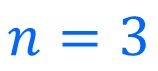 n = 3